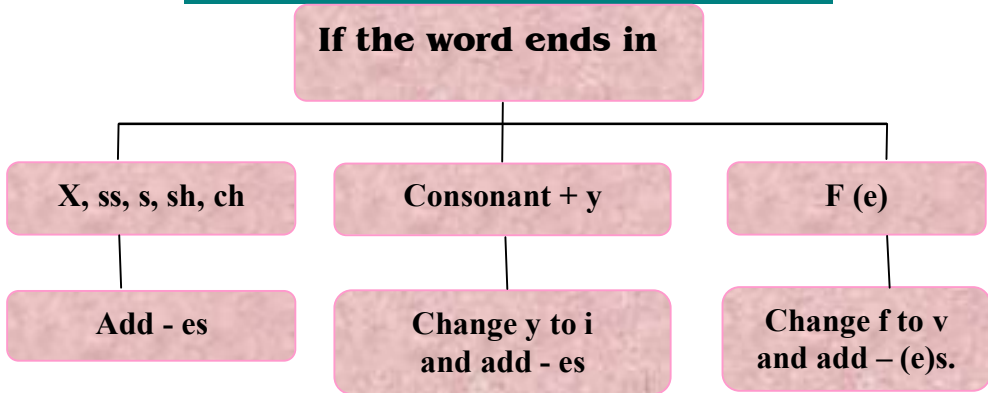 If the word ends in
X, ss, s, sh, ch
Consonant + y
F (e)
Add - es
Change y to i
and add - es
Change f to v
and add – (e)s.